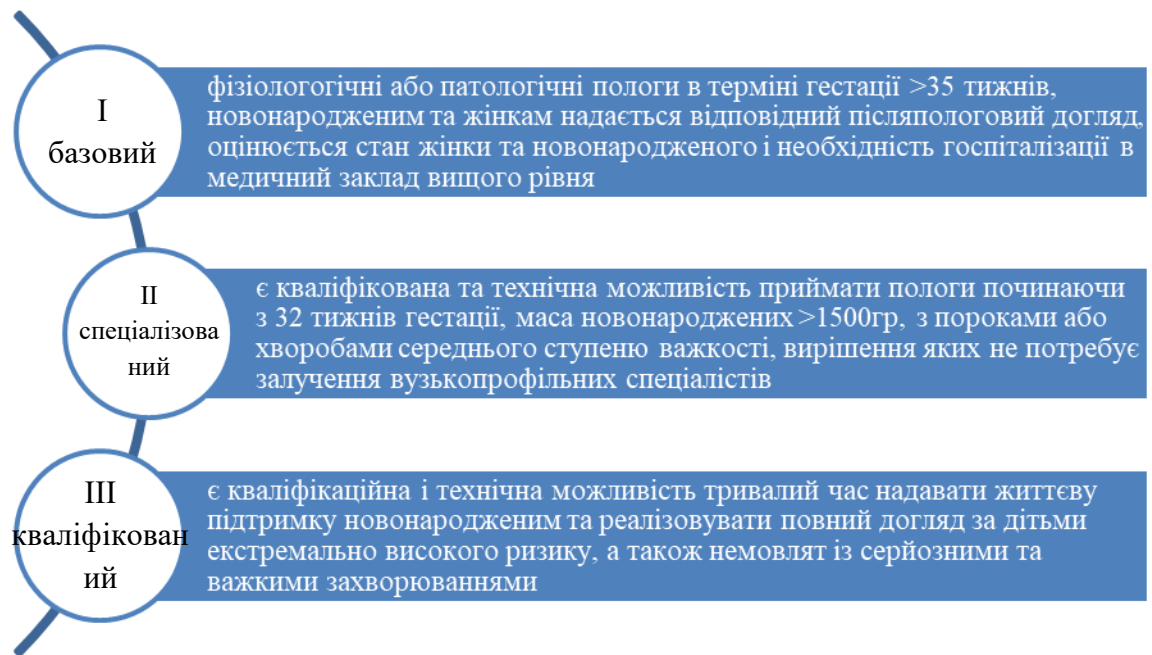 I
базовий
фізіологогічні або патологічні пологи в терміні гестації >35 тижнів,
новонародженим та жінкам надається відповідний післяпологовий догляд,
оцінюється стан жінки та новонародженого і необхідність госпіталізації в
медичний заклад вищого рівня
II
спеціалізова
ний
є кваліфікована та технічна можливість приймати пологи починаючи
з 32 тижнів гестації, маса новонароджених >1500гр, з пороками або
хворобами середнього ступеню важкості, вирішення яких не потребує
залучення вузькопрофільних спеціалістів
III
кваліфікован
ий
є кваліфікаційна і технічна можливість тривалий час надавати життєву
підтримку новонародженим та реалізовувати повний догляд за дітьми
екстремально високого ризику, а також немовлят із серйозними та
важкими захворюваннями